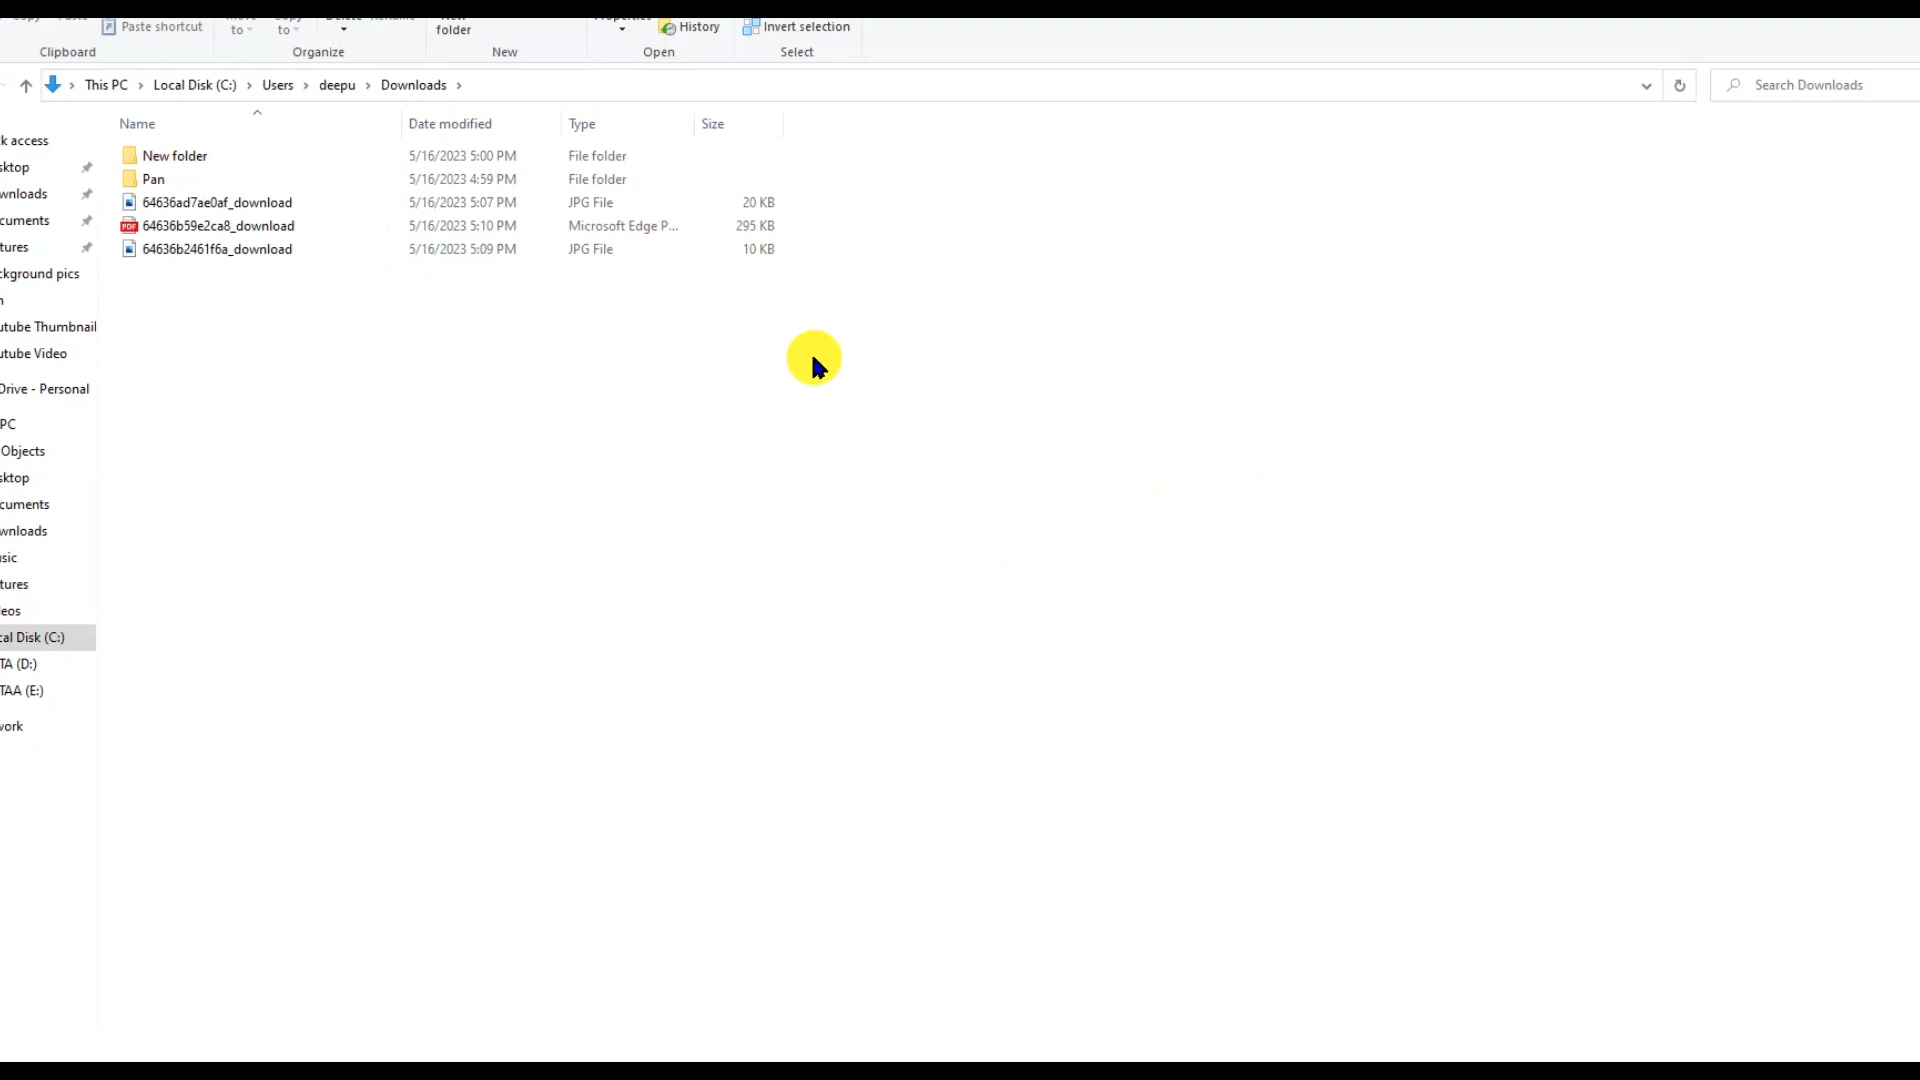 Paste shortcut
to
to
folder
History
Invert selection
Clipboard
Organize
New
Open
Select
This PC › Local Disk (C:) › Users › deepu › Downloads ›
Search Downloads
Name
Date modified
Type
Size
New folder 5/16/2023 5:00 PM File folder
Pan 5/16/2023 4:59 PM File folder
64636ad7ae0af_download 5/16/2023 5:07 PM JPG File 20 KB
PDF 64636b59e2ca8_download 5/16/2023 5:10 PM Microsoft Edge P... 295 KB
64636b2461f6a_download 5/16/2023 5:09 PM JPG File 10 KB
k access
sktop
wnloads
cuments
tures
ckground pics
utube Thumbnail
utube Video
Drive - Personal
PC
Objects
sktop
cuments
wnloads
usic
tures
leos
cal Disk (C:)
TA (D:)
TAA (E:)
work